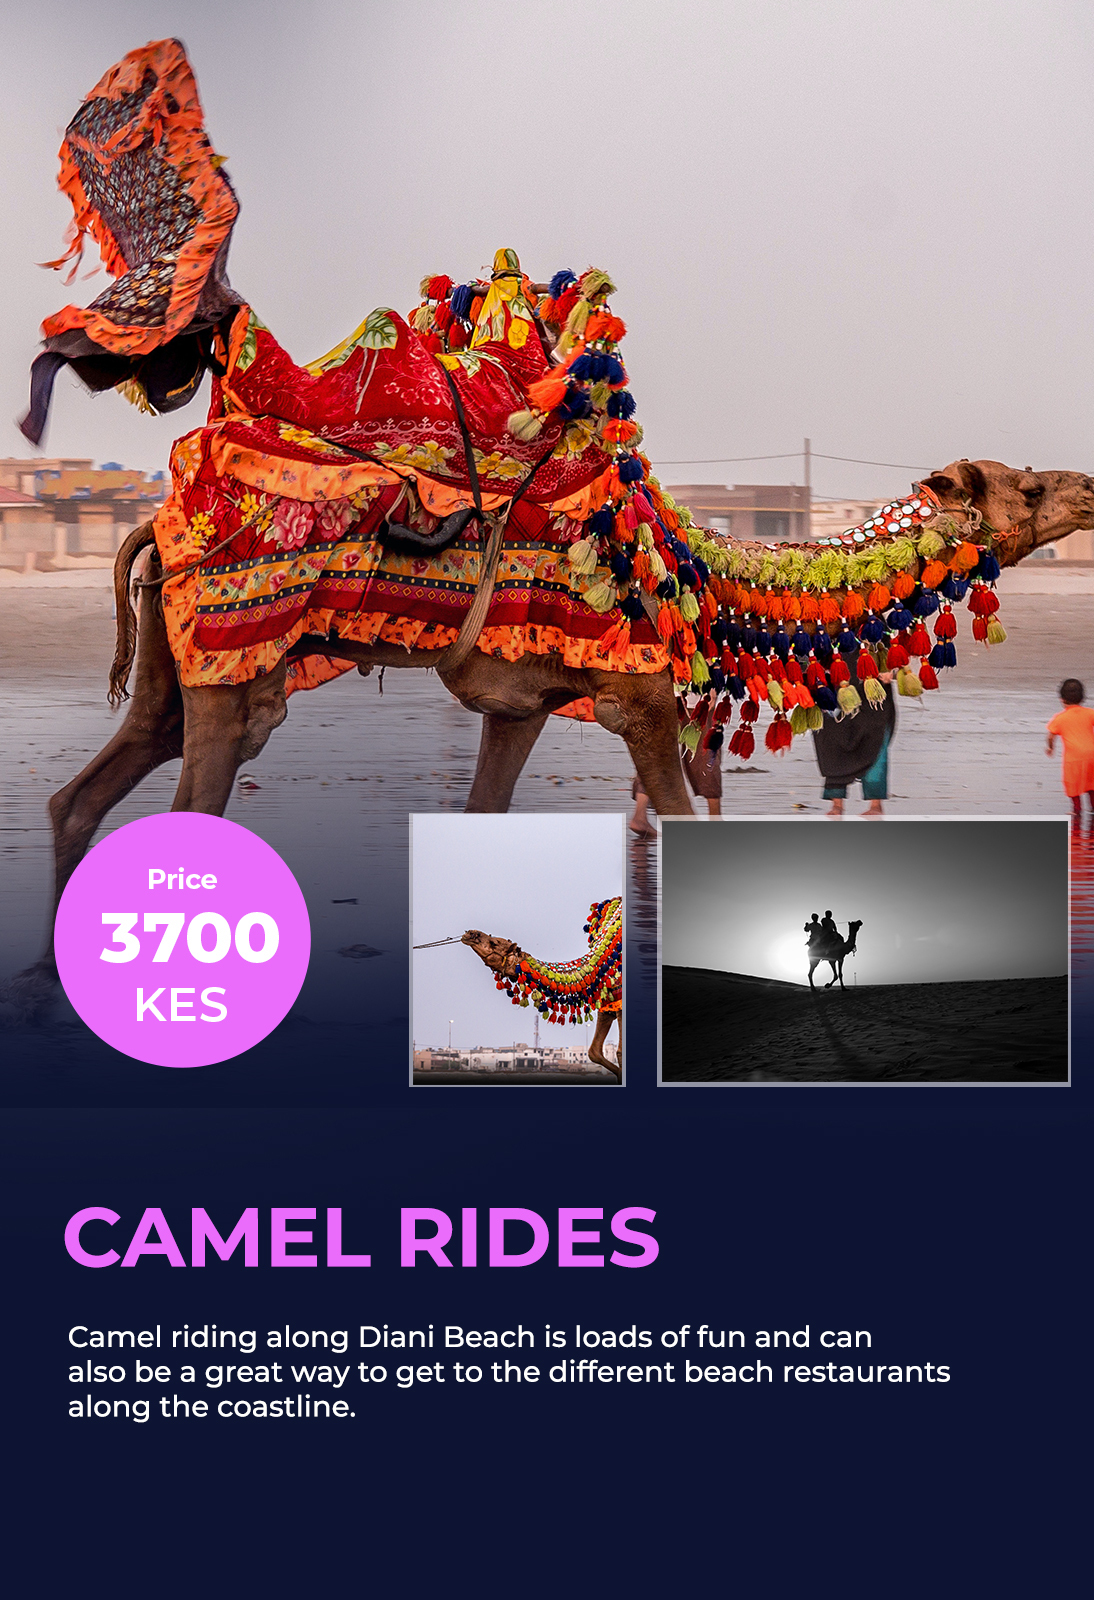 Price
3700
KES
CAMEL RIDES
Camel riding along Diani Beach is loads of fun and can
also be a great way to get to the different beach restaurants
along the coastline.